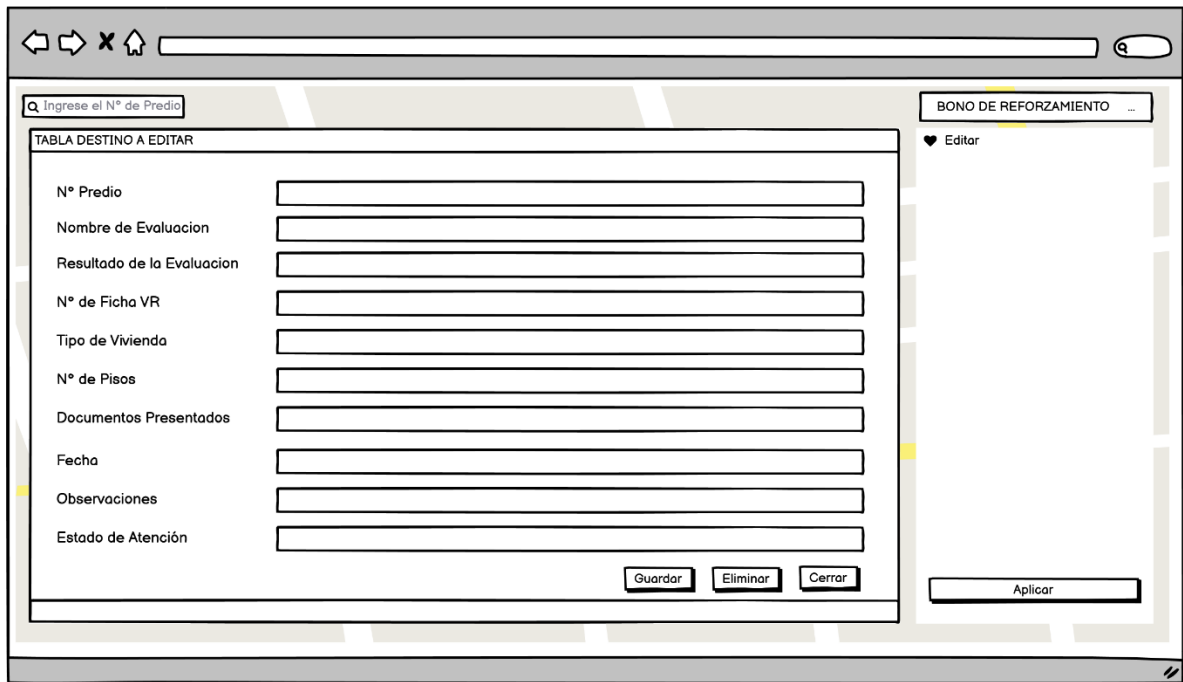 Ingrese el N° de Predio
BONO DE REFORZAMIENTO ...
TABLA DESTINO A EDITAR
Editar
N° Predio
Nombre de Evaluacion
Resultado de la Evaluacion
N° de Ficha VR
Tipo de Vivienda
N° de Pisos
Documentos Presentados
Fecha
Observaciones
Estado de Atención
Guardar Eliminar Cerrar
Aplicar